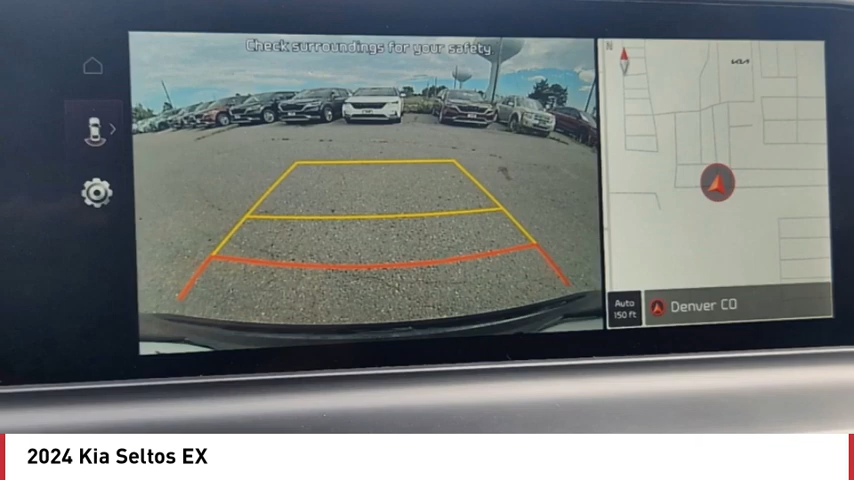 Check surroundings for your safety.
N
KIA
Auto
150 ft
Denver CO
2024 Kia Seltos EX